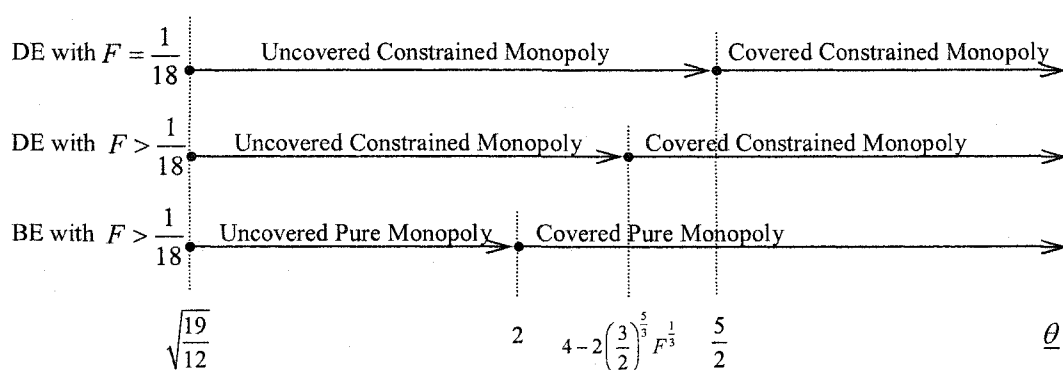 DE with F = 1/18 Uncovered Constrained Monopoly Covered Constrained Monopoly
DE with F > 1/18 Uncovered Constrained Monopoly Covered Constrained Monopoly
BE with F > 1/18 Uncovered Pure Monopoly Covered Pure Monopoly
√(19/12) 2 4 − 2(3/2)^(5/3) F^(1/3) 5/2 θ̲